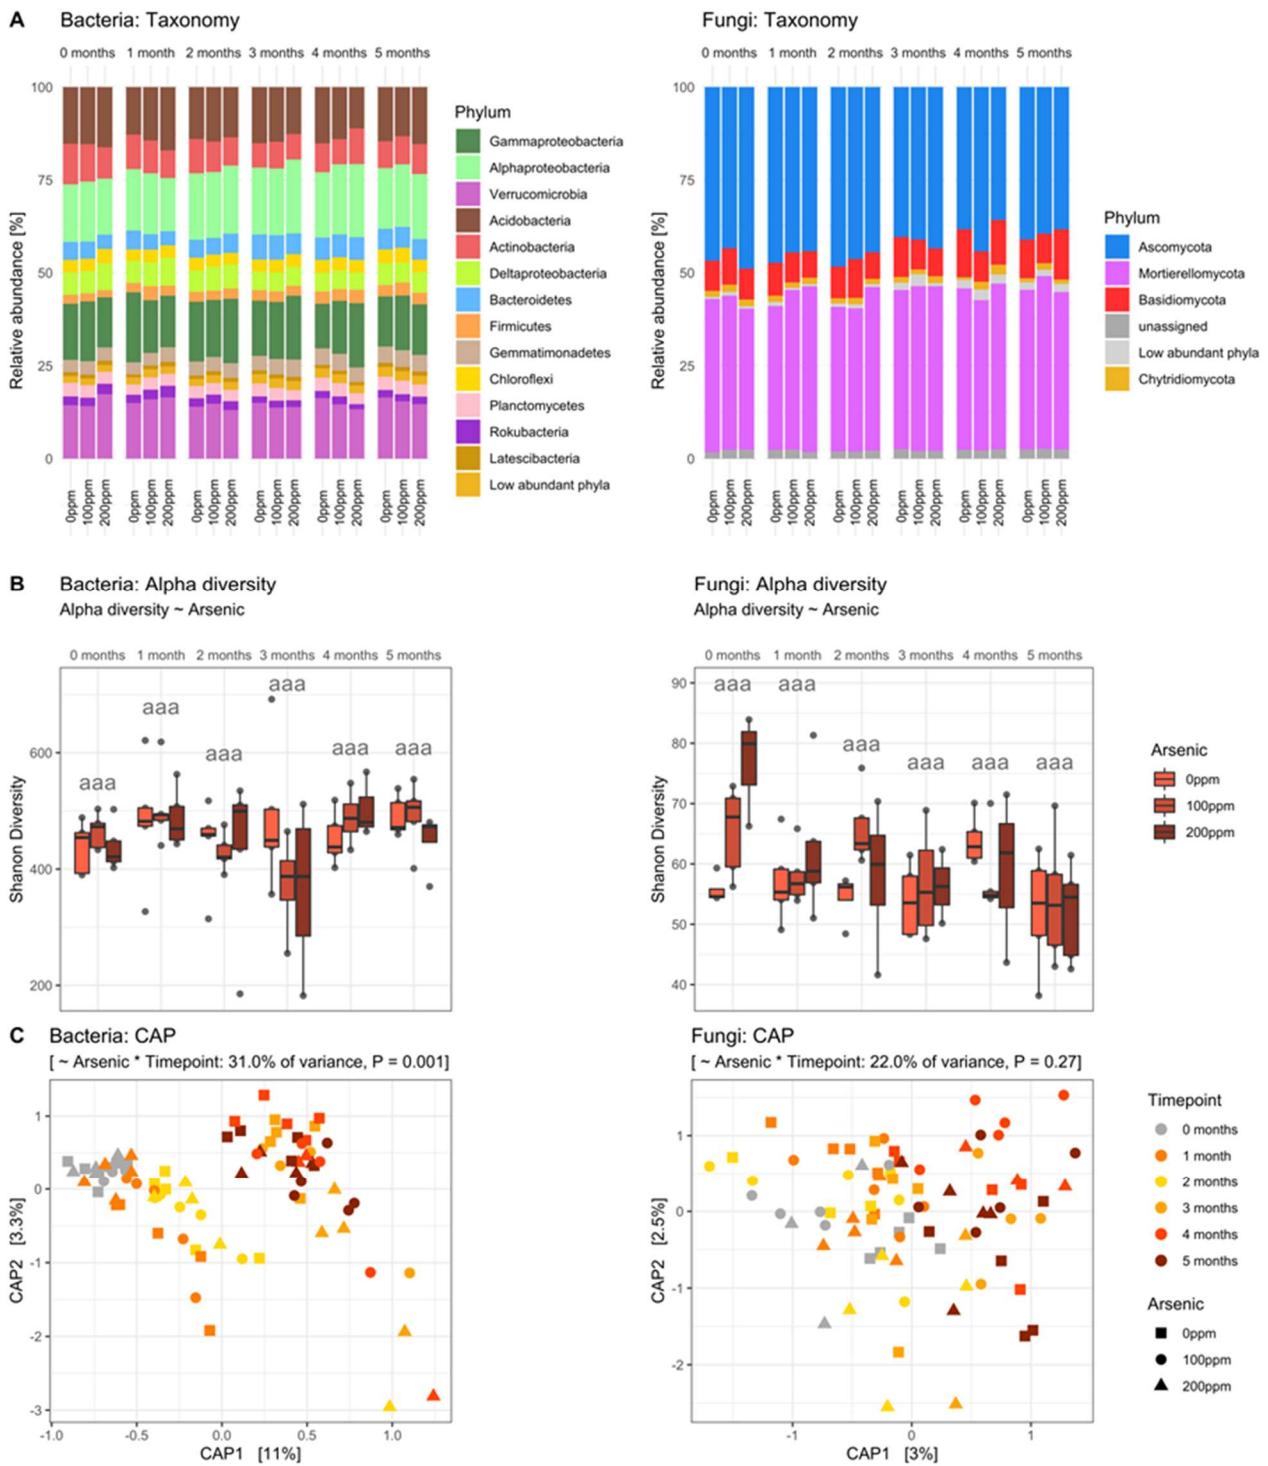 A Bacteria: Taxonomy
0 months 1 month 2 months 3 months 4 months 5 months
Relative abundance [%]
100
75
50
25
0
0ppm 100ppm 200ppm 0ppm 100ppm 200ppm 0ppm 100ppm 200ppm 0ppm 100ppm 200ppm 0ppm 100ppm 200ppm 0ppm 100ppm 200ppm
Phylum
Gammaproteobacteria
Alphaproteobacteria
Verrucomicrobia
Acidobacteria
Actinobacteria
Deltaproteobacteria
Bacteroidetes
Firmicutes
Gemmatimonadetes
Chloroflexi
Planctomycetes
Rokubacteria
Latescibacteria
Low abundant phyla
Fungi: Taxonomy
0 months 1 month 2 months 3 months 4 months 5 months
Relative abundance [%]
100
75
50
25
0
0ppm 100ppm 200ppm 0ppm 100ppm 200ppm 0ppm 100ppm 200ppm 0ppm 100ppm 200ppm 0ppm 100ppm 200ppm 0ppm 100ppm 200ppm
Phylum
Ascomycota
Mortierellomycota
Basidiomycota
unassigned
Low abundant phyla
Chytridiomycota
B Bacteria: Alpha diversity
Alpha diversity ~ Arsenic
0 months 1 month 2 months 3 months 4 months 5 months
Shannon Diversity
600
400
200
aaa aaa aaa aaa aaa aaa
Fungi: Alpha diversity
Alpha diversity ~ Arsenic
0 months 1 month 2 months 3 months 4 months 5 months
Shannon Diversity
90
80
70
60
50
40
aaa aaa aaa aaa aaa aaa
Arsenic
0ppm
100ppm
200ppm
C Bacteria: CAP
[ ~ Arsenic * Timepoint: 31.0% of variance, P = 0.001]
CAP2 [3.3%]
1
0
-1
-2
-3
-1.0 -0.5 0.0 0.5 1.0
CAP1 [11%]
Fungi: CAP
[ ~ Arsenic * Timepoint: 22.0% of variance, P = 0.27]
CAP2 [2.5%]
1
0
-1
-2
-1 0 1
CAP1 [3%]
Timepoint
0 months
1 month
2 months
3 months
4 months
5 months
Arsenic
0ppm
100ppm
200ppm